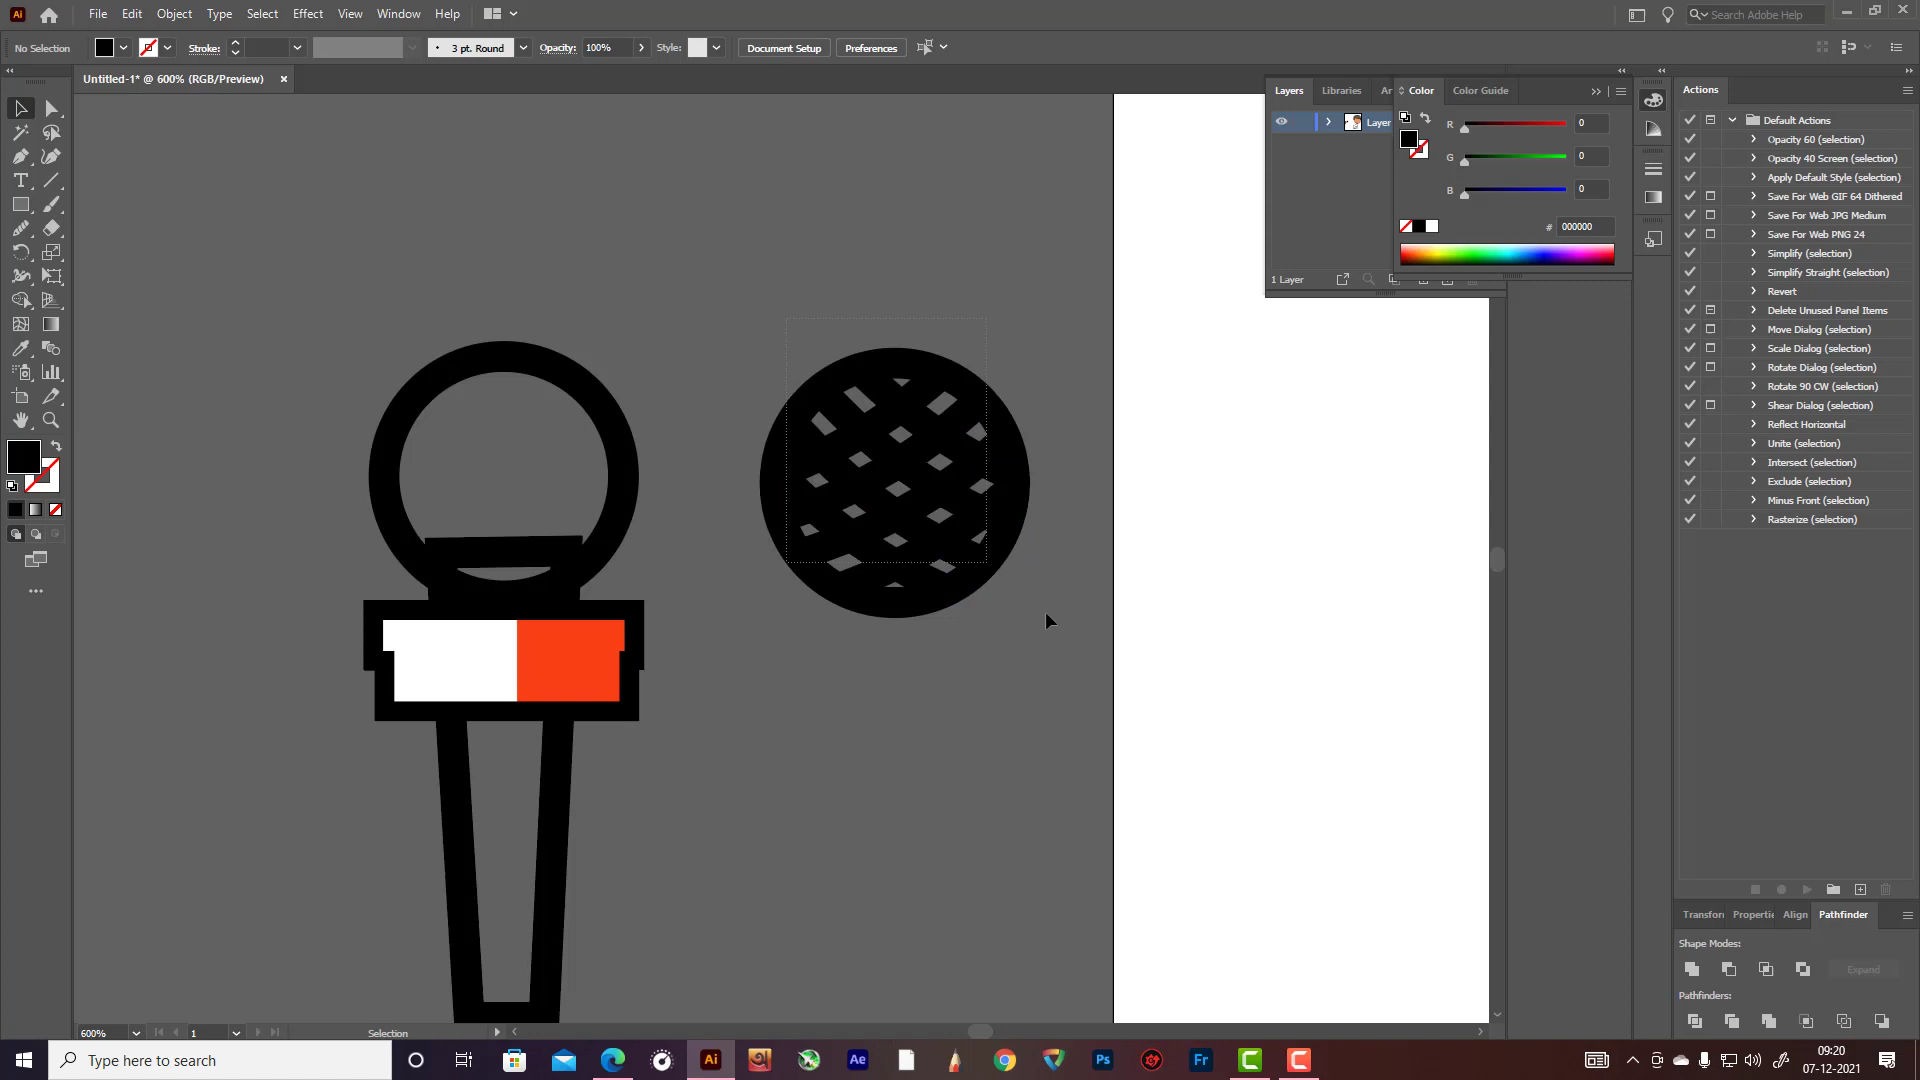 Ai File Edit Object Type Select Effect View Window Help Search Adobe Help
No Selection Stroke: 3 pt. Round Opacity: 100% Style: Document Setup Preferences
Untitled-1* @ 600% (RGB/Preview)
Layers Libraries Ar Color Color Guide Actions
Layer R 0 Default Actions
Opacity 60 (selection)
G 0 Opacity 40 Screen (selection)
Apply Default Style (selection)
B 0 Save For Web GIF 64 Dithered
Save For Web JPG Medium
# 000000 Save For Web PNG 24
Simplify (selection)
Simplify Straight (selection)
1 Layer
Revert
Delete Unused Panel Items
Move Dialog (selection)
Scale Dialog (selection)
Rotate Dialog (selection)
Rotate 90 CW (selection)
Shear Dialog (selection)
Reflect Horizontal
Unite (selection)
Intersect (selection)
Exclude (selection)
Minus Front (selection)
Rasterize (selection)
Transforn Propertie Align Pathfinder
Shape Modes:
Expand
Pathfinders:
600% 1 Selection
Type here to search Ai Ae Ps Fr 09:20
07-12-2021